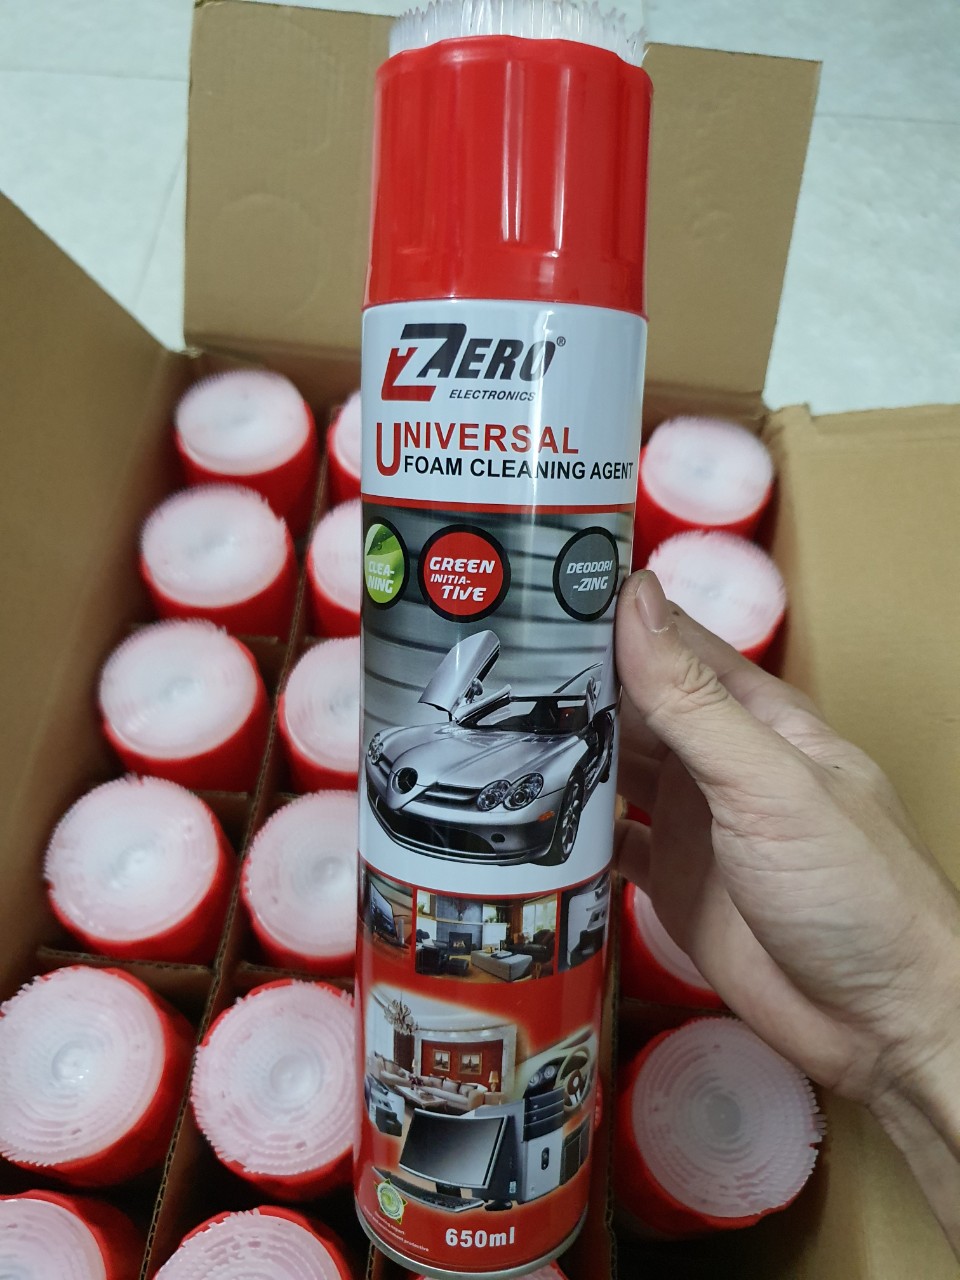 ZERO®
ELECTRONICS
UNIVERSAL
FOAM CLEANING AGENT
CLEA-
NING
GREEN
INITIA-
TIVE
DEODORI
-ZING
650ml